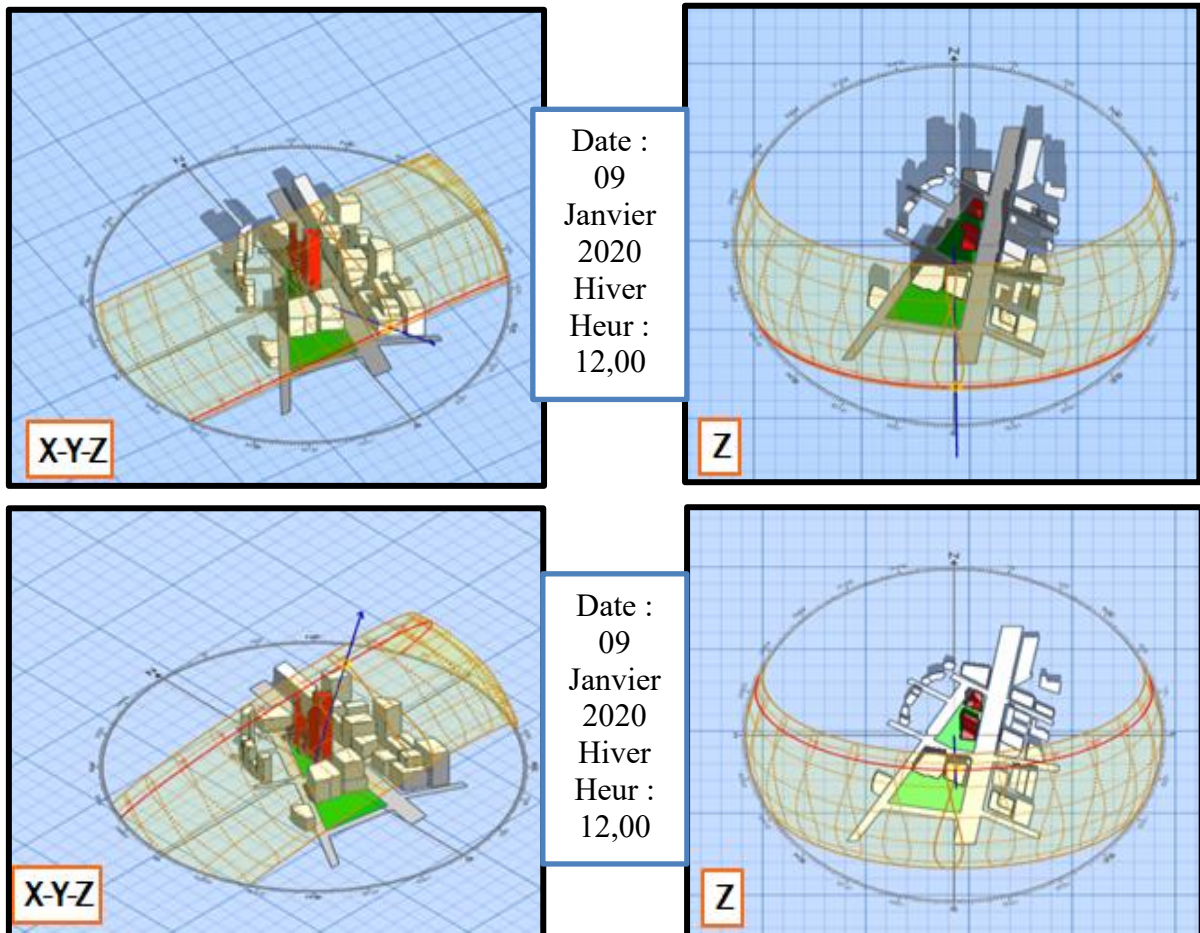 Date :
09
Janvier
2020
Hiver
Heur :
12,00
X-Y-Z
Z
Z
Date :
09
Janvier
2020
Hiver
Heur :
12,00
X-Y-Z
Z
Z